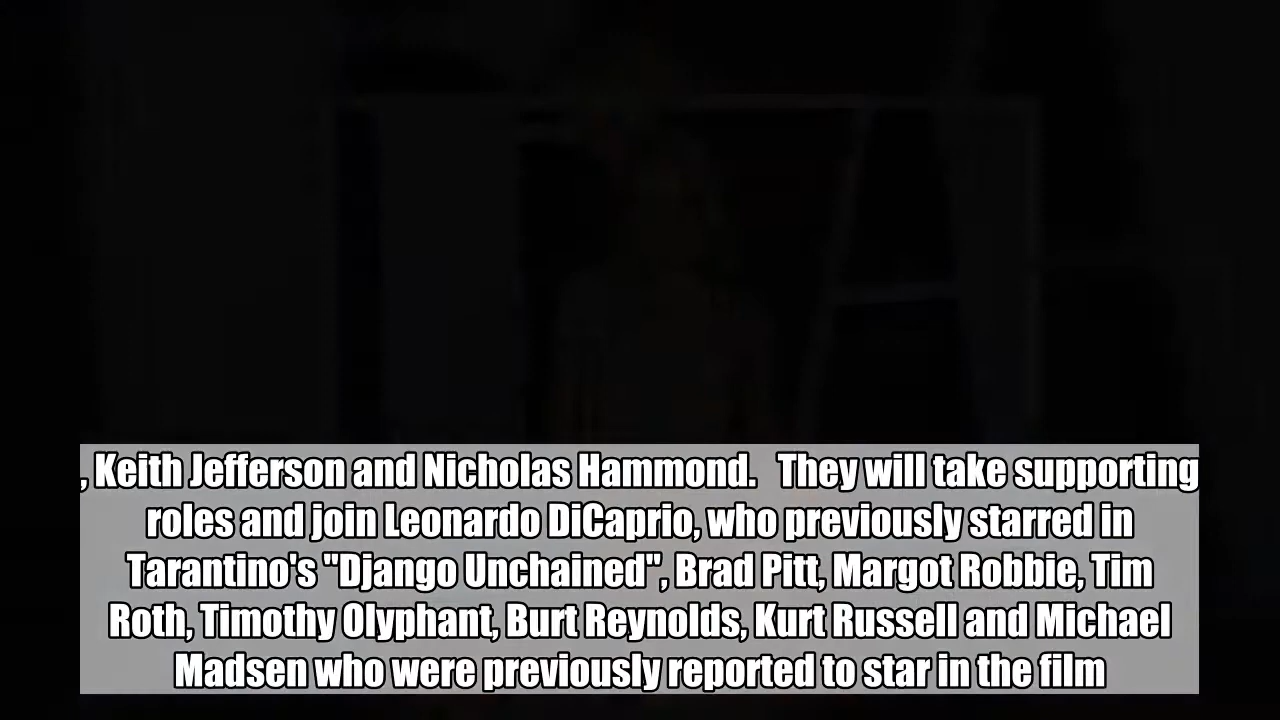 , Keith Jefferson and Nicholas Hammond.   They will take supporting
roles and join Leonardo DiCaprio, who previously starred in
Tarantino's "Django Unchained", Brad Pitt, Margot Robbie, Tim
Roth, Timothy Olyphant, Burt Reynolds, Kurt Russell and Michael
Madsen who were previously reported to star in the film